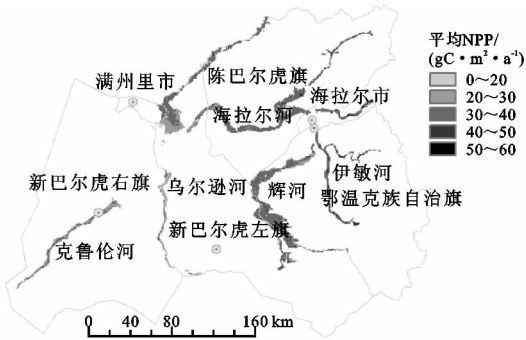 平均NPP/
(gC·m²·a⁻¹)
0～20
20～30
30～40
40～50
50～60
满州里市
陈巴尔虎旗
海拉尔河
海拉尔市
新巴尔虎右旗
乌尔逊河
辉河
伊敏河
鄂温克族自治旗
新巴尔虎左旗
克鲁伦河
0 40 80 160 km